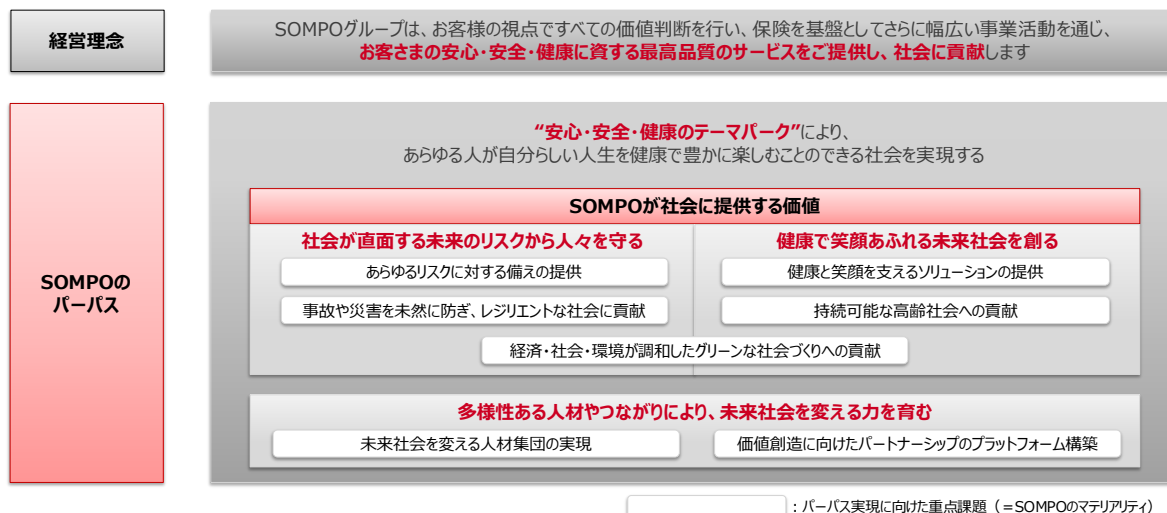 経営理念
SOMPOグループは、お客様の視点ですべての価値判断を行い、保険を基盤としてさらに幅広い事業活動を通じ、
お客さまの安心・安全・健康に資する最高品質のサービスをご提供し、社会に貢献します
SOMPOの
パーパス
“安心・安全・健康のテーマパーク”により、
あらゆる人が自分らしい人生を健康で豊かに楽しむことのできる社会を実現する
SOMPOが社会に提供する価値
社会が直面する未来のリスクから人々を守る
あらゆるリスクに対する備えの提供
事故や災害を未然に防ぎ、レジリエントな社会に貢献
健康で笑顔あふれる未来社会を創る
健康と笑顔を支えるソリューションの提供
持続可能な高齢社会への貢献
経済・社会・環境が調和したグリーンな社会づくりへの貢献
多様性ある人材やつながりにより、未来社会を変える力を育む
未来社会を変える人材集団の実現
価値創造に向けたパートナーシップのプラットフォーム構築
：パーパス実現に向けた重点課題（=SOMPOのマテリアリティ）